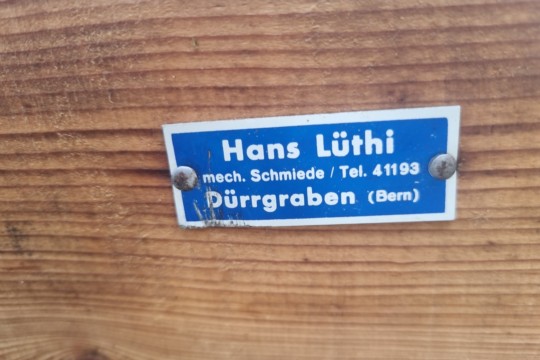 Hans Lüthi
mech. Schmiede / Tel. 41193
Dürrgraben (Bern)